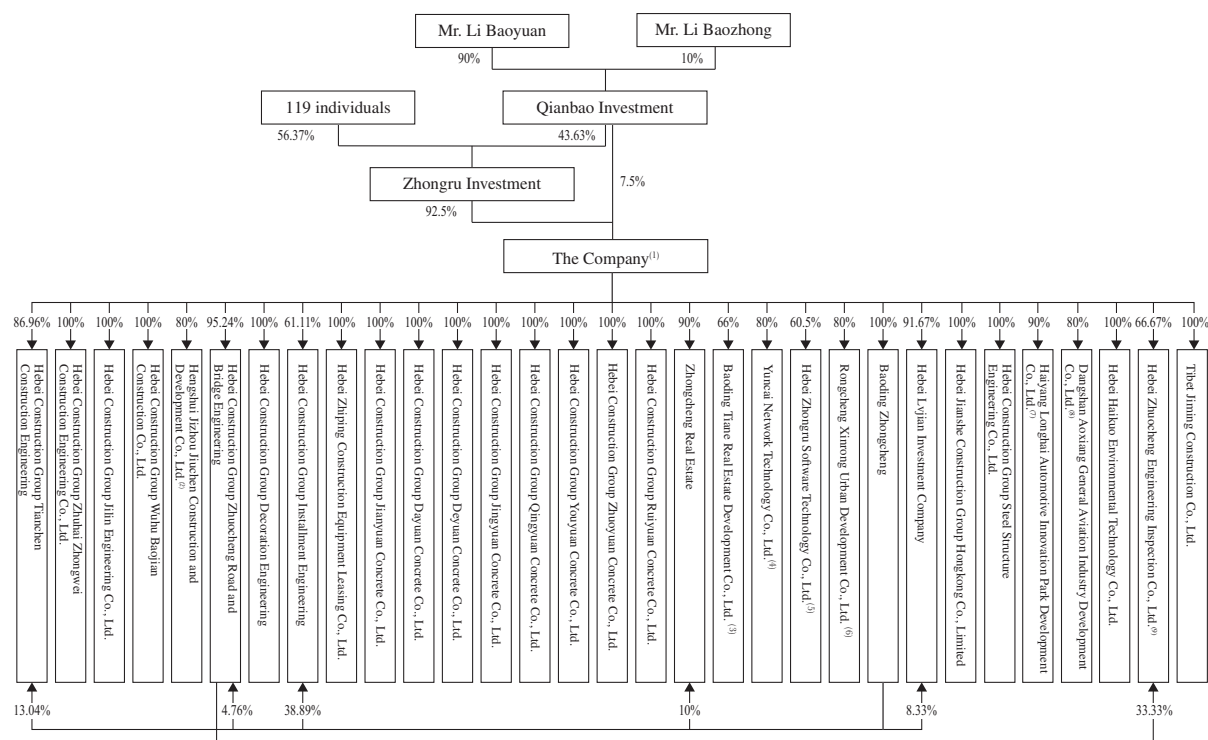 Mr. Li Baoyuan
Mr. Li Baozhong
90%
10%
119 individuals
Qianbao Investment
56.37%
43.63%
Zhongru Investment
7.5%
92.5%
The Company(1)
86.96%
100%
100%
100%
80%
95.24%
100%
61.11%
100%
100%
100%
100%
100%
100%
100%
100%
100%
90%
66%
80%
60.5%
80%
100%
91.67%
100%
100%
90%
80%
100%
66.67%
100%
Hebei Construction Group Tianchen
Construction Engineering
Hebei Construction Group Zhuhai Zhongwei
Construction Engineering Co., Ltd.
Hebei Construction Group Jilin Engineering Co., Ltd.
Hebei Construction Group Wuhu Baojian
Construction Co., Ltd.
Hengshui Jizhou Jiuchen Construction and
Development Co., Ltd.(2)
Hebei Construction Group Zhuocheng Road and
Bridge Engineering
Hebei Construction Group Decoration Engineering
Hebei Construction Group Installment Engineering
Hebei Zhiping Construction Equipment Leasing Co., Ltd.
Hebei Construction Group Jianyuan Concrete Co., Ltd.
Hebei Construction Group Dayuan Concrete Co., Ltd.
Hebei Construction Group Deyuan Concrete Co., Ltd.
Hebei Construction Group Jingyuan Concrete Co., Ltd.
Hebei Construction Group Qingyuan Concrete Co., Ltd.
Hebei Construction Group Youyuan Concrete Co., Ltd.
Hebei Construction Group Zhuoyuan Concrete Co., Ltd.
Hebei Construction Group Ruiyuan Concrete Co., Ltd.
Zhongcheng Real Estate
Baoding Tiane Real Estate Development Co., Ltd. (3)
Yuncai Network Technology Co., Ltd.(4)
Hebei Zhongru Software Technology Co., Ltd.(5)
Rongcheng Xinrong Urban Development Co., Ltd. (6)
Baoding Zhongcheng
Hebei Lvjian Investment Company
Hebei Jianshe Construction Group Hongkong Co., Limited
Hebei Construction Group Steel Structure
Engineering Co., Ltd.
Haiyang Longhai Automotive Innovation Park Development
Co., Ltd.(7)
Dangshan Aoxiang General Aviation Industry Development
Co., Ltd.(8)
Hebei Haikuo Environmental Technology Co., Ltd.
Hebei Zhuocheng Engineering Inspection Co., Ltd.(9)
Tibet Jiming Construction Co., Ltd.
13.04%
4.76%
38.89%
10%
8.33%
33.33%